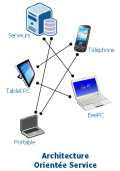 Serveurs
Téléphone
Tablet PC
EeePC
Portable
Architecture
Orientée Service